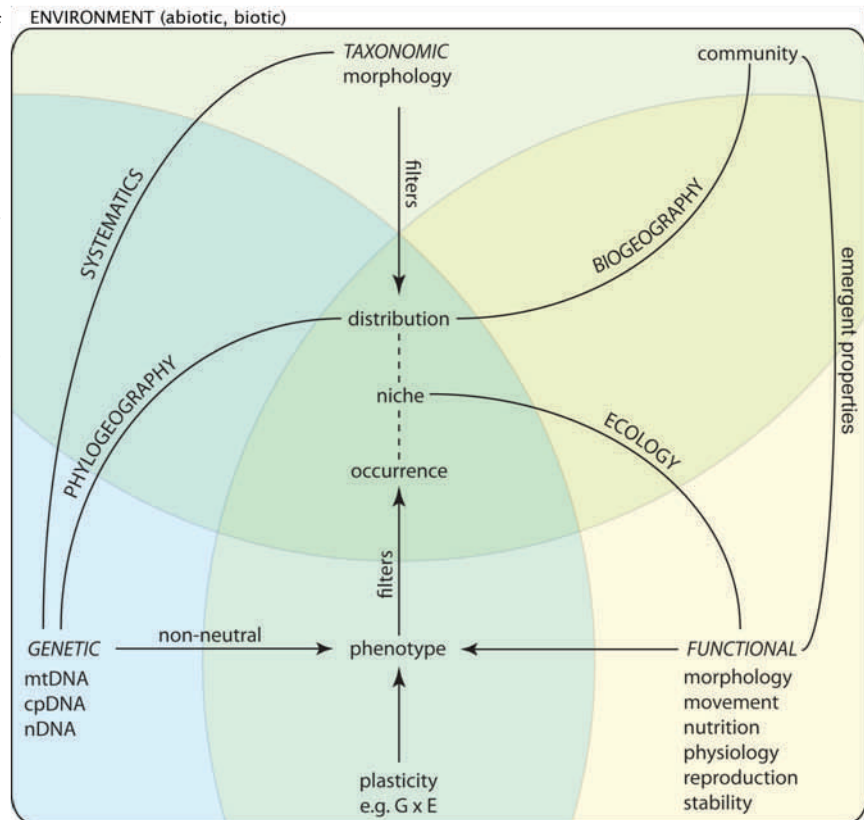 ENVIRONMENT (abiotic, biotic)
TAXONOMIC
morphology
community
filters
SYSTEMATICS
BIOGEOGRAPHY
emergent properties
distribution
PHYLOGEOGRAPHY
niche
ECOLOGY
occurrence
filters
GENETIC
non-neutral
phenotype
FUNCTIONAL
mtDNA
cpDNA
nDNA
morphology
movement
nutrition
physiology
reproduction
stability
plasticity
e.g. G x E